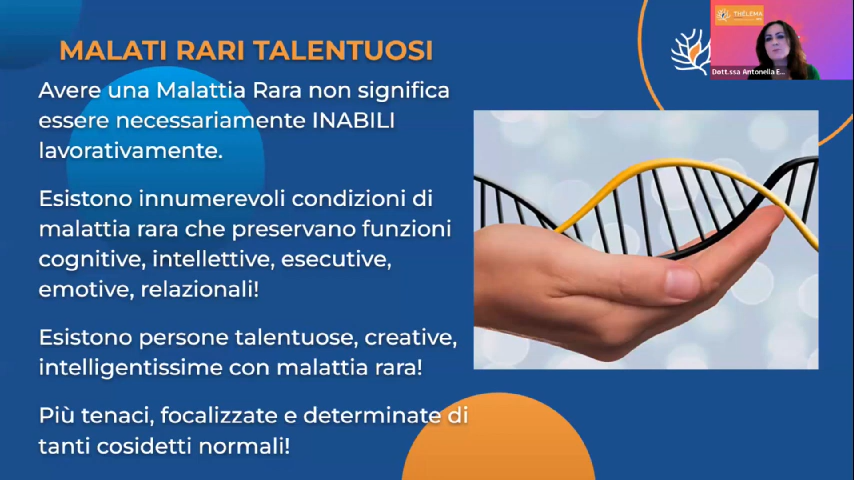 MALATI RARI TALENTUOSI
Avere una Malattia Rara non significa
essere necessariamente INABILI
lavorativamente.
Esistono innumerevoli condizioni di
malattia rara che preservano funzioni
cognitive, intellettive, esecutive,
emotive, relazionali!
Esistono persone talentuose, creative,
intelligentissime con malattia rara!
Più tenaci, focalizzate e determinate di
tanti cosidetti normali!
THELEMA
Dott.ssa Antonella E...